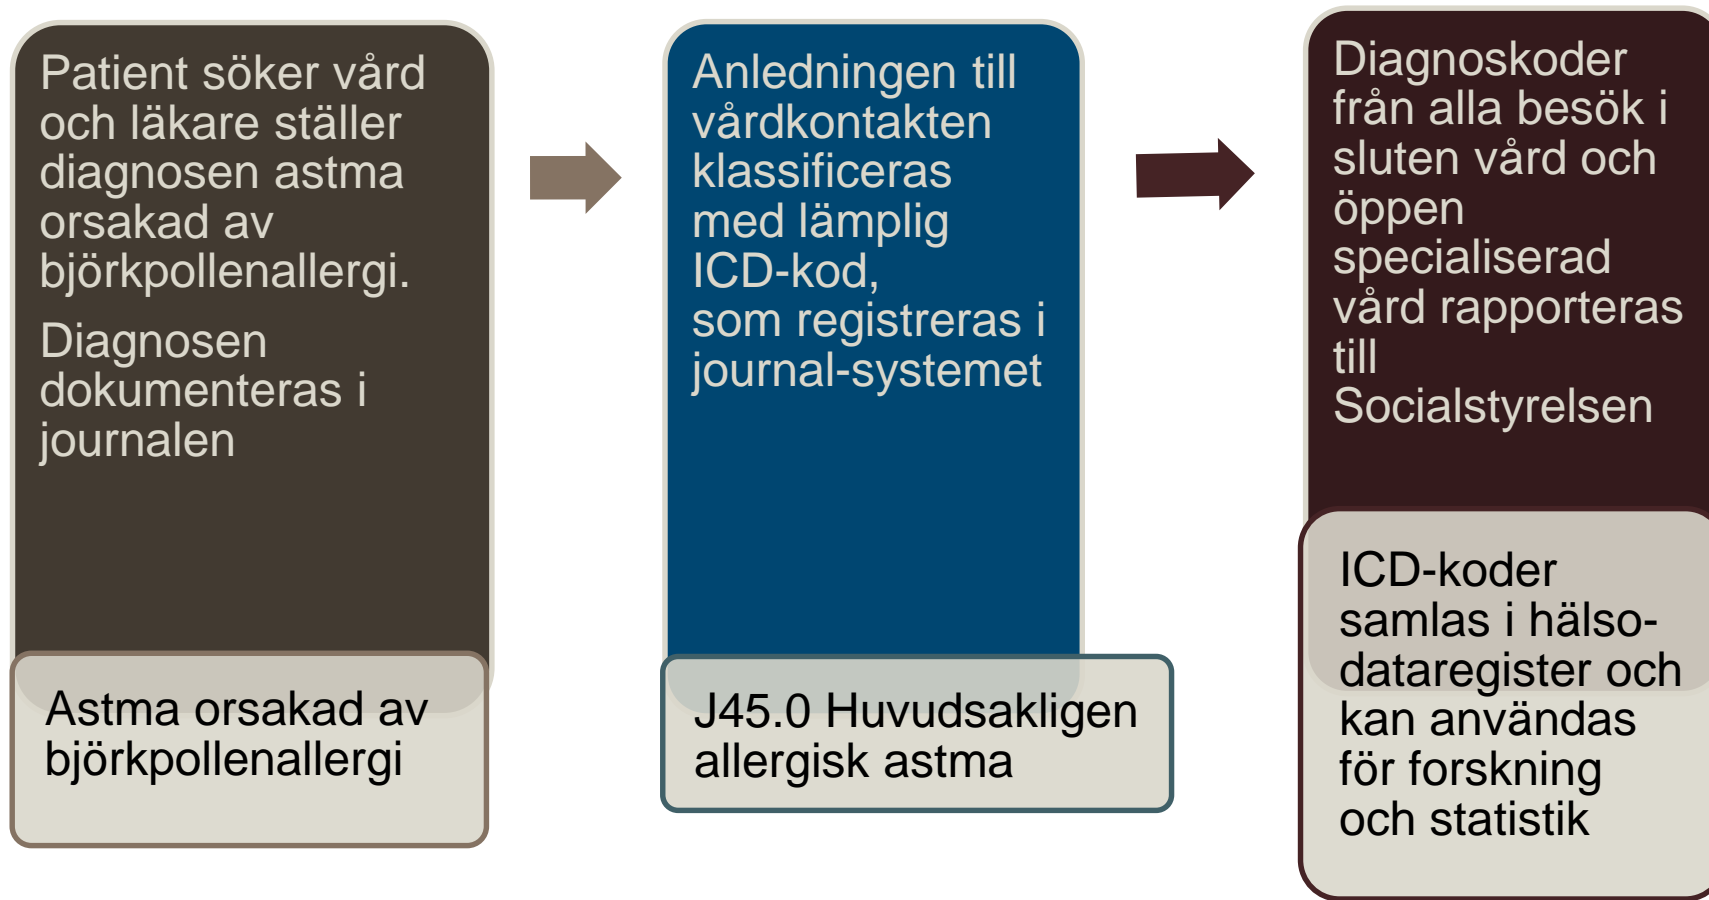 Patient söker vård
och läkare ställer
diagnosen astma
orsakad av
björkpollenallergi.
Diagnosen
dokumenteras i
journalen
Astma orsakad av
björkpollenallergi
Anledningen till
vårdkontakten
klassificeras
med lämplig
ICD-kod,
som registreras i
journal-systemet
J45.0 Huvudsakligen
allergisk astma
Diagnoskoder
från alla besök i
sluten vård och
öppen
specialiserad
vård rapporteras
till
Socialstyrelsen
ICD-koder
samlas i hälso-
dataregister och
kan användas
för forskning
och statistik